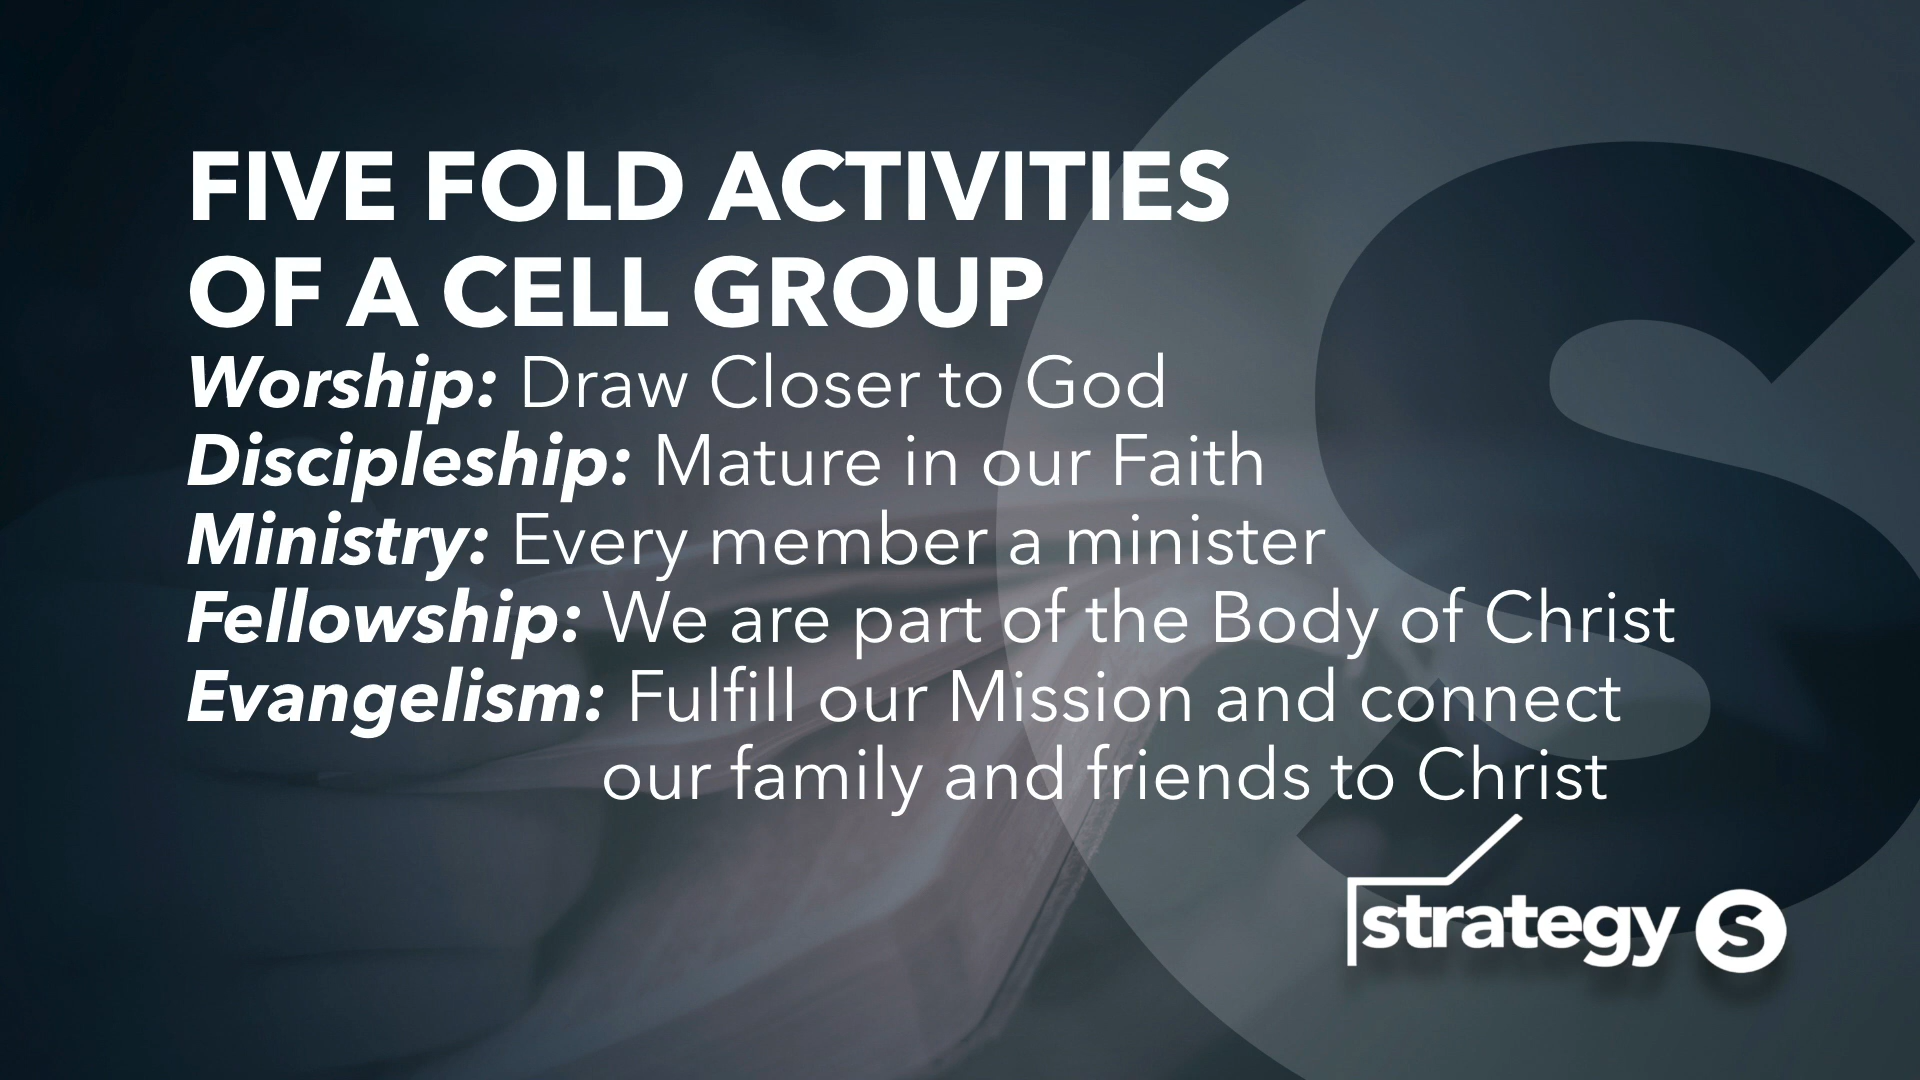 FIVE FOLD ACTIVITIES
OF A CELL GROUP
Worship: Draw Closer to God
Discipleship: Mature in our Faith
Ministry: Every member a minister
Fellowship: We are part of the Body of Christ
Evangelism: Fulfill our Mission and connect
our family and friends to Christ
strategy S
S